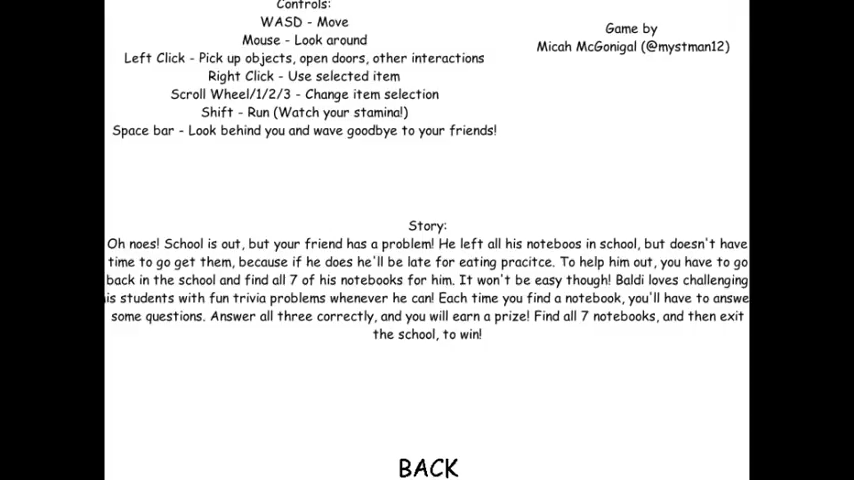 Controls:
WASD - Move
Mouse - Look around
Left Click - Pick up objects, open doors, other interactions
Right Click - Use selected item
Scroll Wheel/1/2/3 - Change item selection
Shift - Run (Watch your stamina!)
Space bar - Look behind you and wave goodbye to your friends!
Game by
Micah McGonigal (@mystman12)
Story:
Oh noes! School is out, but your friend has a problem! He left all his noteboos in school, but doesn't have
time to go get them, because if he does he'll be late for eating pracitce. To help him out, you have to go
back in the school and find all 7 of his notebooks for him. It won't be easy though! Baldi loves challenging
is students with fun trivia problems whenever he can! Each time you find a notebook, you'll have to answe
some questions. Answer all three correctly, and you will earn a prize! Find all 7 notebooks, and then exit
the school, to win!
BACK